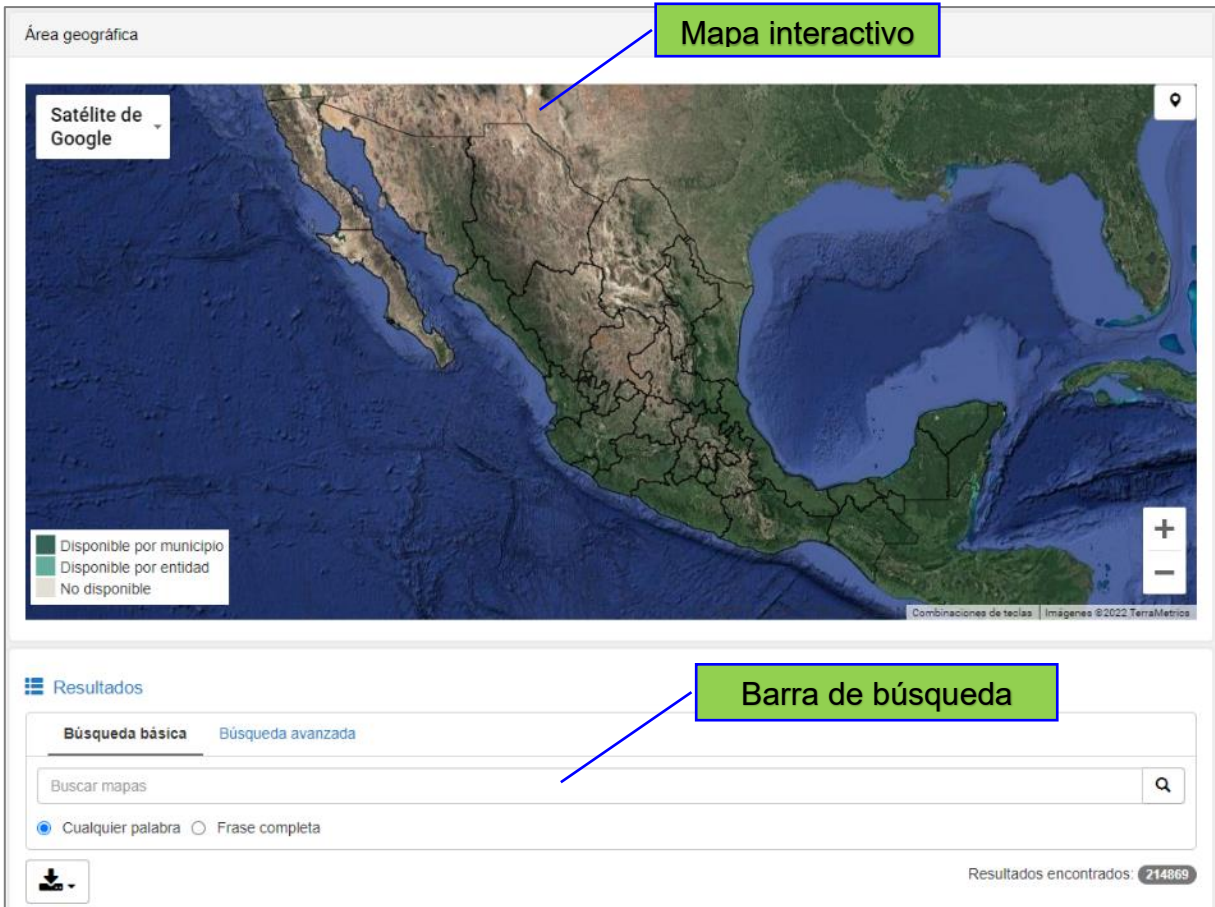 Área geográfica
Mapa interactivo
Satélite de
Google
Disponible por municipio
Disponible por entidad
No disponible
+
−
Combinaciones de teclas
Imágenes ©2022 TerraMetrics
Resultados
Barra de búsqueda
Búsqueda básica
Búsqueda avanzada
Buscar mapas
Cualquier palabra
Frase completa
Resultados encontrados: 214869